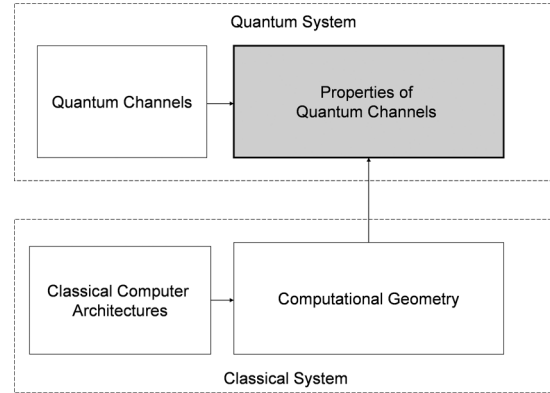 Quantum System
Quantum Channels
Properties of
Quantum Channels
Classical Computer
Architectures
Computational Geometry
Classical System